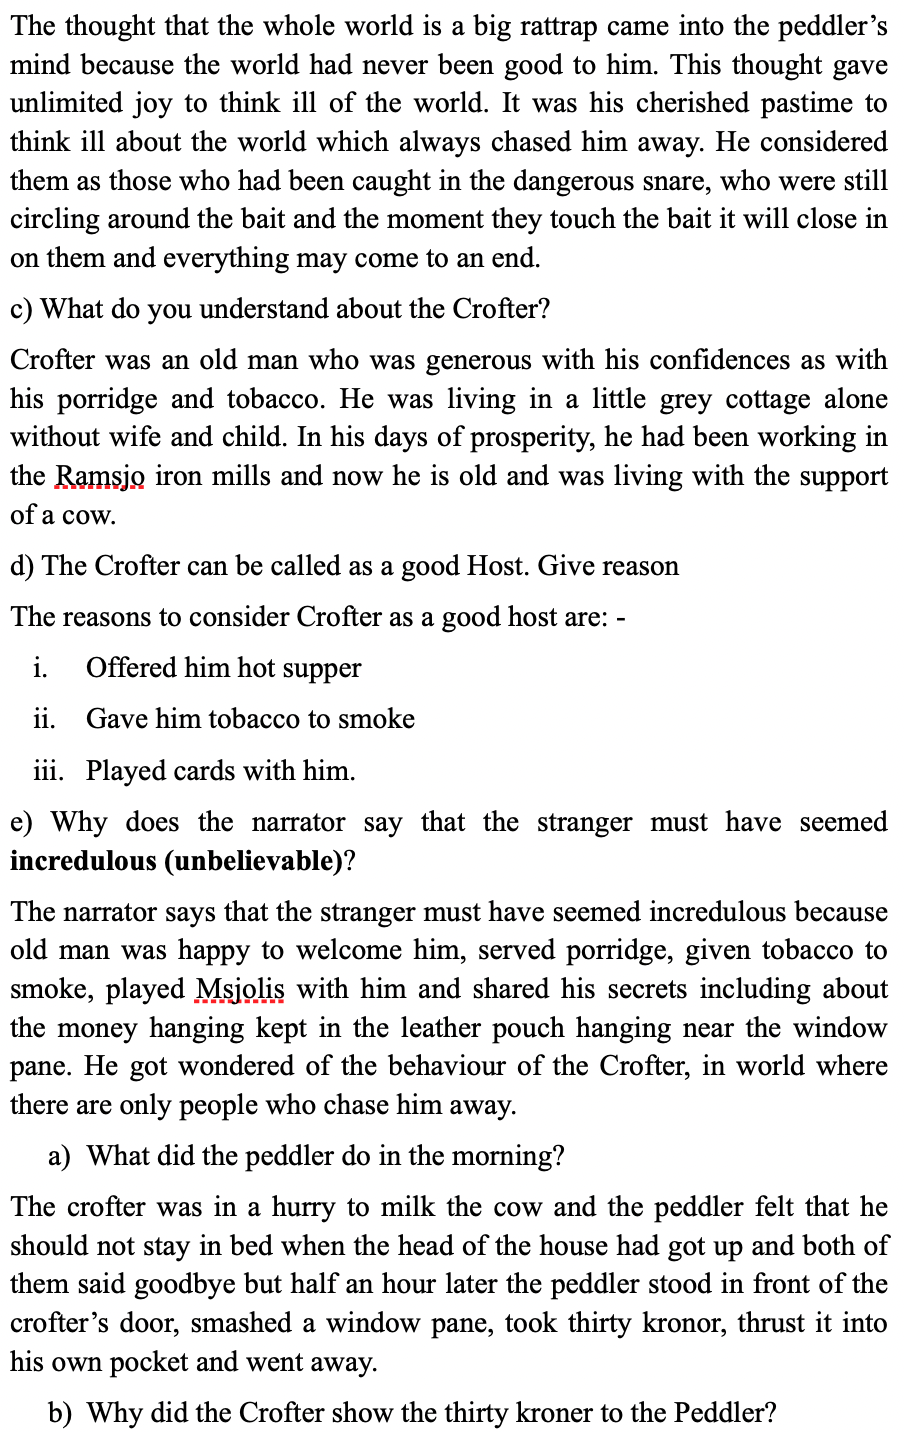 The thought that the whole world is a big rattrap came into the peddler’s
mind because the world had never been good to him. This thought gave
unlimited joy to think ill of the world. It was his cherished pastime to
think ill about the world which always chased him away. He considered
them as those who had been caught in the dangerous snare, who were still
circling around the bait and the moment they touch the bait it will close in
on them and everything may come to an end.
c) What do you understand about the Crofter?
Crofter was an old man who was generous with his confidences as with
his porridge and tobacco. He was living in a little grey cottage alone
without wife and child. In his days of prosperity, he had been working in
the Ramsjo iron mills and now he is old and was living with the support
of a cow.
d) The Crofter can be called as a good Host. Give reason
The reasons to consider Crofter as a good host are: -
i. Offered him hot supper
ii. Gave him tobacco to smoke
iii. Played cards with him.
e) Why does the narrator say that the stranger must have seemed
incredulous (unbelievable)?
The narrator says that the stranger must have seemed incredulous because
old man was happy to welcome him, served porridge, given tobacco to
smoke, played Msjolis with him and shared his secrets including about
the money hanging kept in the leather pouch hanging near the window
pane. He got wondered of the behaviour of the Crofter, in world where
there are only people who chase him away.
a) What did the peddler do in the morning?
The crofter was in a hurry to milk the cow and the peddler felt that he
should not stay in bed when the head of the house had got up and both of
them said goodbye but half an hour later the peddler stood in front of the
crofter’s door, smashed a window pane, took thirty kronor, thrust it into
his own pocket and went away.
b) Why did the Crofter show the thirty kroner to the Peddler?